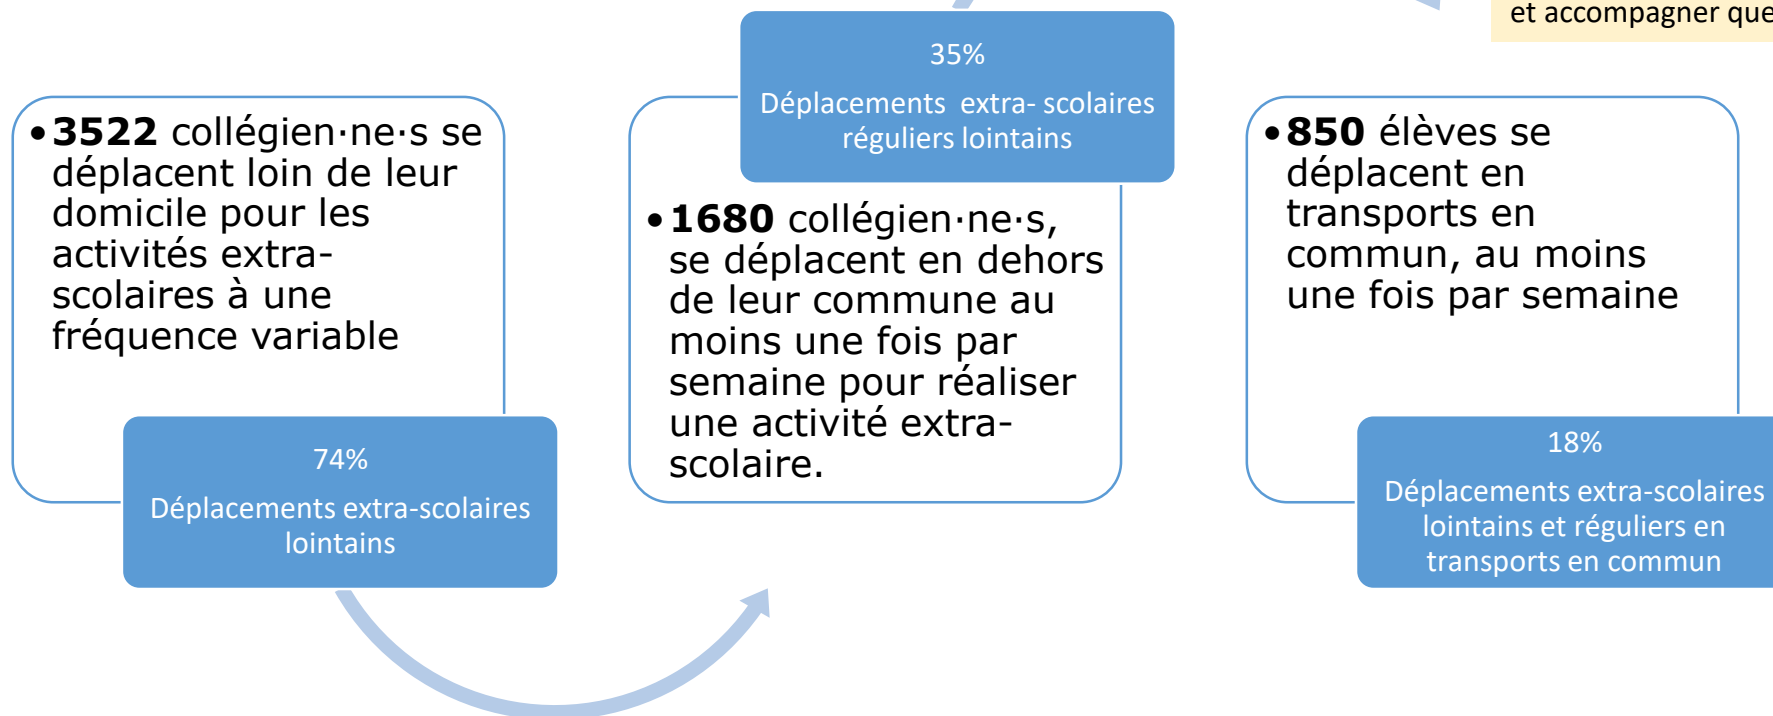 et accompagner que
•3522 collégien·ne·s se
déplacent loin de leur
domicile pour les
activités extra-
scolaires à une
fréquence variable
74%
Déplacements extra-scolaires
lointains
35%
Déplacements extra- scolaires
réguliers lointains
•1680 collégien·ne·s,
se déplacent en dehors
de leur commune au
moins une fois par
semaine pour réaliser
une activité extra-
scolaire.
•850 élèves se
déplacent en
transports en
commun, au moins
une fois par semaine
18%
Déplacements extra-scolaires
lointains et réguliers en
transports en commun